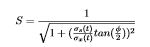 S = \frac{1}{\sqrt{1 + (\frac{\sigma_s(t)}{\sigma_x(t)} tan(\frac{\phi}{2}))^2}}